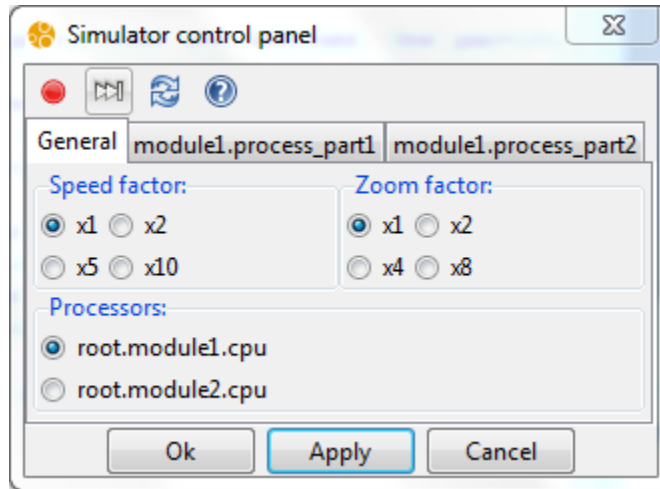 Simulator control panel
General module1.process_part1 module1.process_part2
Speed factor: Zoom factor:
x1 x2 x1 x2
x5 x10 x4 x8
Processors:
root.module1.cpu
root.module2.cpu
Ok Apply Cancel